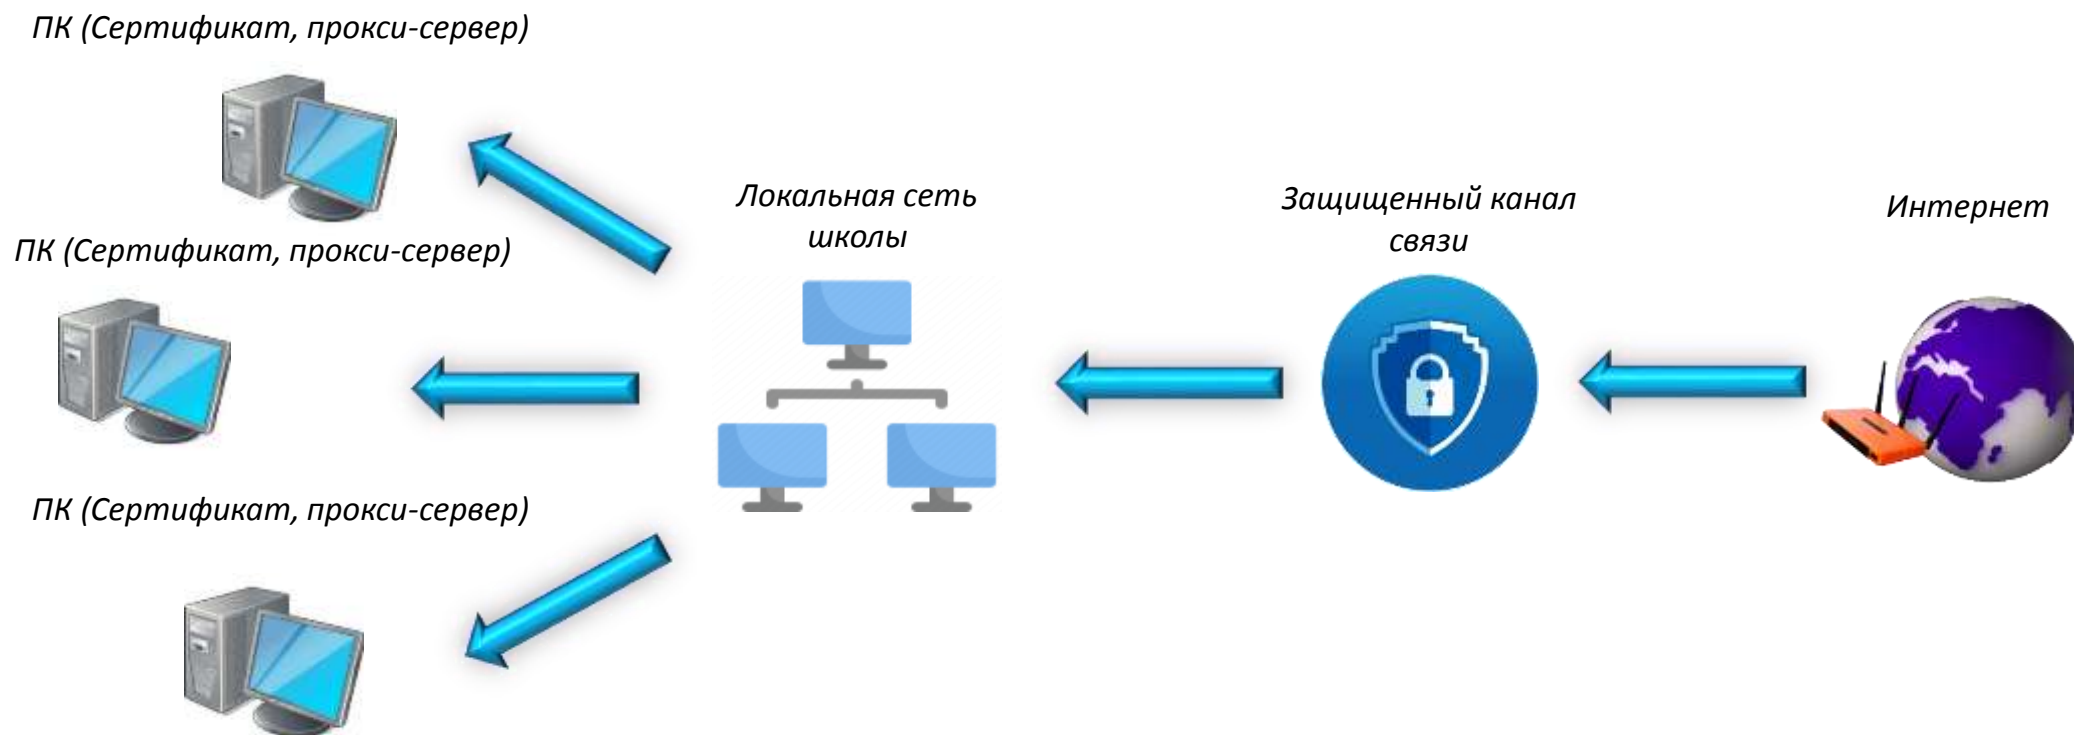 ПК (Сертификат, прокси-сервер)
Локальная сеть
школы
Защищенный канал
связи
Интернет
ПК (Сертификат, прокси-сервер)
ПК (Сертификат, прокси-сервер)